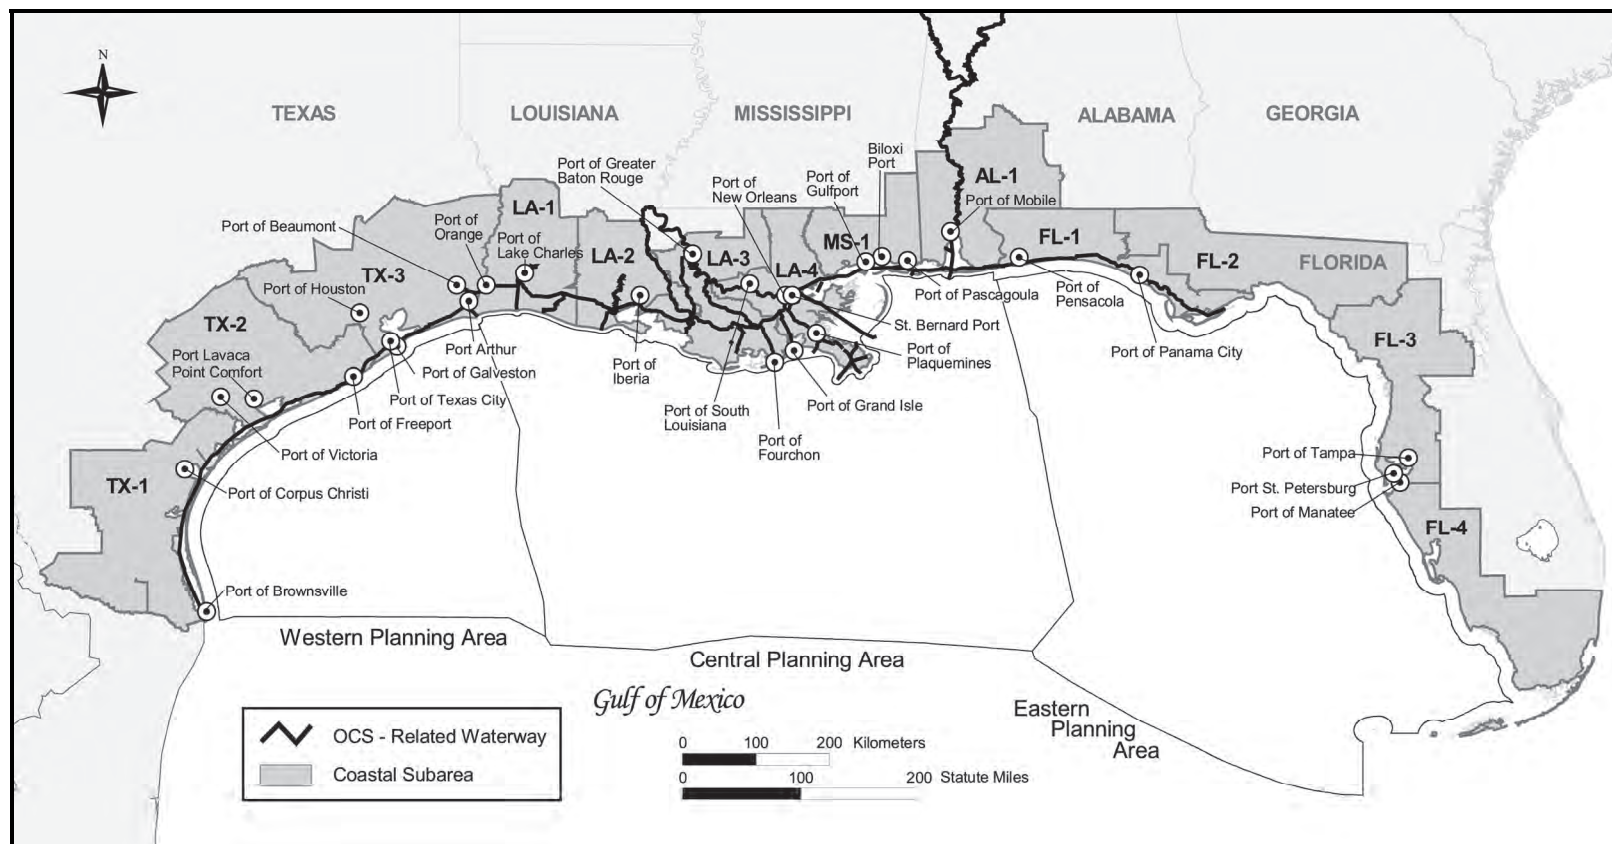 N
TEXAS
LOUISIANA
MISSISSIPPI
ALABAMA
GEORGIA
Biloxi
Port
Port of Greater
Baton Rouge
Port of
New Orleans
Port of
Gulfport
AL-1
Port of Mobile
LA-1
Port of Beaumont
Port of
Orange
Port of
Lake Charles
LA-2
LA-3
LA-4
MS-1
FL-1
FL-2
FLORIDA
TX-3
Port of Houston
TX-2
Port of Pascagoula
Port of
Pensacola
St. Bernard Port
Port of
Plaquemines
Port of Panama City
FL-3
Port Lavaca
Point Comfort
Port Arthur
Port of Galveston
Port of Texas City
Port of Freeport
Port of
Iberia
Port of South
Louisiana
Port of Grand Isle
Port of
Fourchon
Port of Victoria
TX-1
Port of Corpus Christi
Port of Tampa
Port St. Petersburg
Port of Manatee
FL-4
Port of Brownsville
Western Planning Area
Central Planning Area
Gulf of Mexico
Eastern
Planning
Area
OCS - Related Waterway
Coastal Subarea
0 100 200 Kilometers
0 100 200 Statute Miles